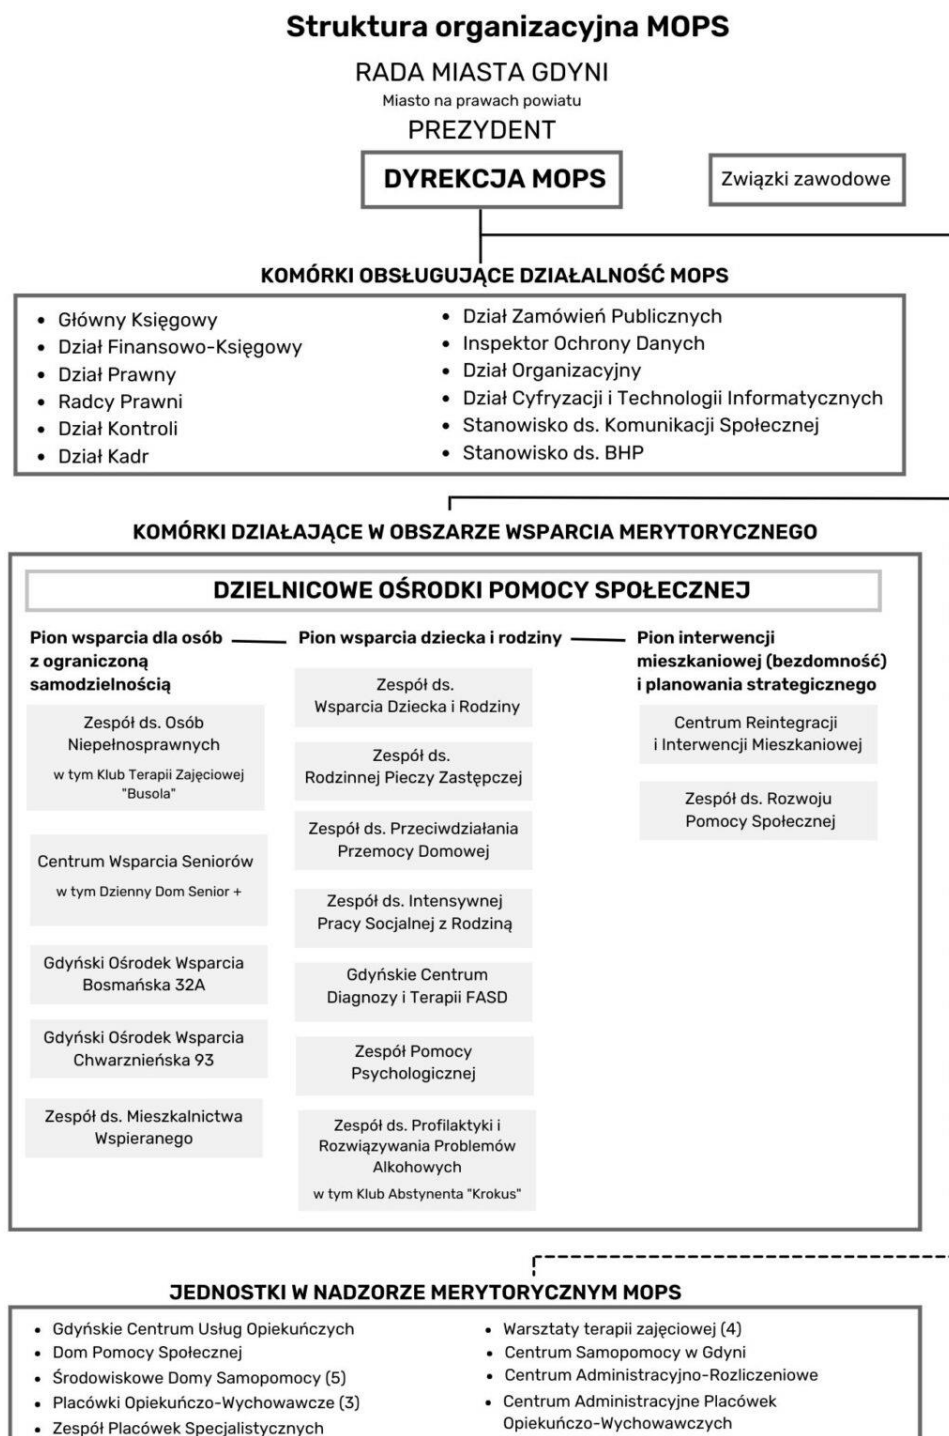 Struktura organizacyjna MOPS
RADA MIASTA GDYNI
Miasto na prawach powiatu
PREZYDENT
DYREKCJA MOPS
Związki zawodowe
KOMÓRKI OBSŁUGUJĄCE DZIAŁALNOŚĆ MOPS
• Główny Księgowy
• Dział Finansowo-Księgowy
• Dział Prawny
• Radcy Prawni
• Dział Kontroli
• Dział Kadr
• Dział Zamówień Publicznych
• Inspektor Ochrony Danych
• Dział Organizacyjny
• Dział Cyfryzacji i Technologii Informatycznych
• Stanowisko ds. Komunikacji Społecznej
• Stanowisko ds. BHP
KOMÓRKI DZIAŁAJĄCE W OBSZARZE WSPARCIA MERYTORYCZNEGO
DZIELNICOWE OŚRODKI POMOCY SPOŁECZNEJ
Pion wsparcia dla osób
z ograniczoną
samodzielnością
Zespół ds. Osób
Niepełnosprawnych
w tym Klub Terapii Zajęciowej
"Busola"
Centrum Wsparcia Seniorów
w tym Dzienny Dom Senior +
Gdyński Ośrodek Wsparcia
Bosmańska 32A
Gdyński Ośrodek Wsparcia
Chwarznieńska 93
Zespół ds. Mieszkalnictwa
Wspieranego
Pion wsparcia dziecka i rodziny
Zespół ds.
Wsparcia Dziecka i Rodziny
Zespół ds.
Rodzinnej Pieczy Zastępczej
Zespół ds. Przeciwdziałania
Przemocy Domowej
Zespół ds. Intensywnej
Pracy Socjalnej z Rodziną
Gdyńskie Centrum
Diagnozy i Terapii FASD
Zespół Pomocy
Psychologicznej
Zespół ds. Profilaktyki i
Rozwiązywania Problemów
Alkohowych
w tym Klub Abstynenta "Krokus"
Pion interwencji
mieszkaniowej (bezdomność)
i planowania strategicznego
Centrum Reintegracji
i Interwencji Mieszkaniowej
Zespół ds. Rozwoju
Pomocy Społecznej
JEDNOSTKI W NADZORZE MERYTORYCZNYM MOPS
• Gdyńskie Centrum Usług Opiekuńczych
• Dom Pomocy Społecznej
• Środowiskowe Domy Samopomocy (5)
• Placówki Opiekuńczo-Wychowawcze (3)
• Zespół Placówek Specjalistycznych
• Warsztaty terapii zajęciowej (4)
• Centrum Samopomocy w Gdyni
• Centrum Administracyjno-Rozliczeniowe
• Centrum Administracyjne Placówek
Opiekuńczo-Wychowawczych